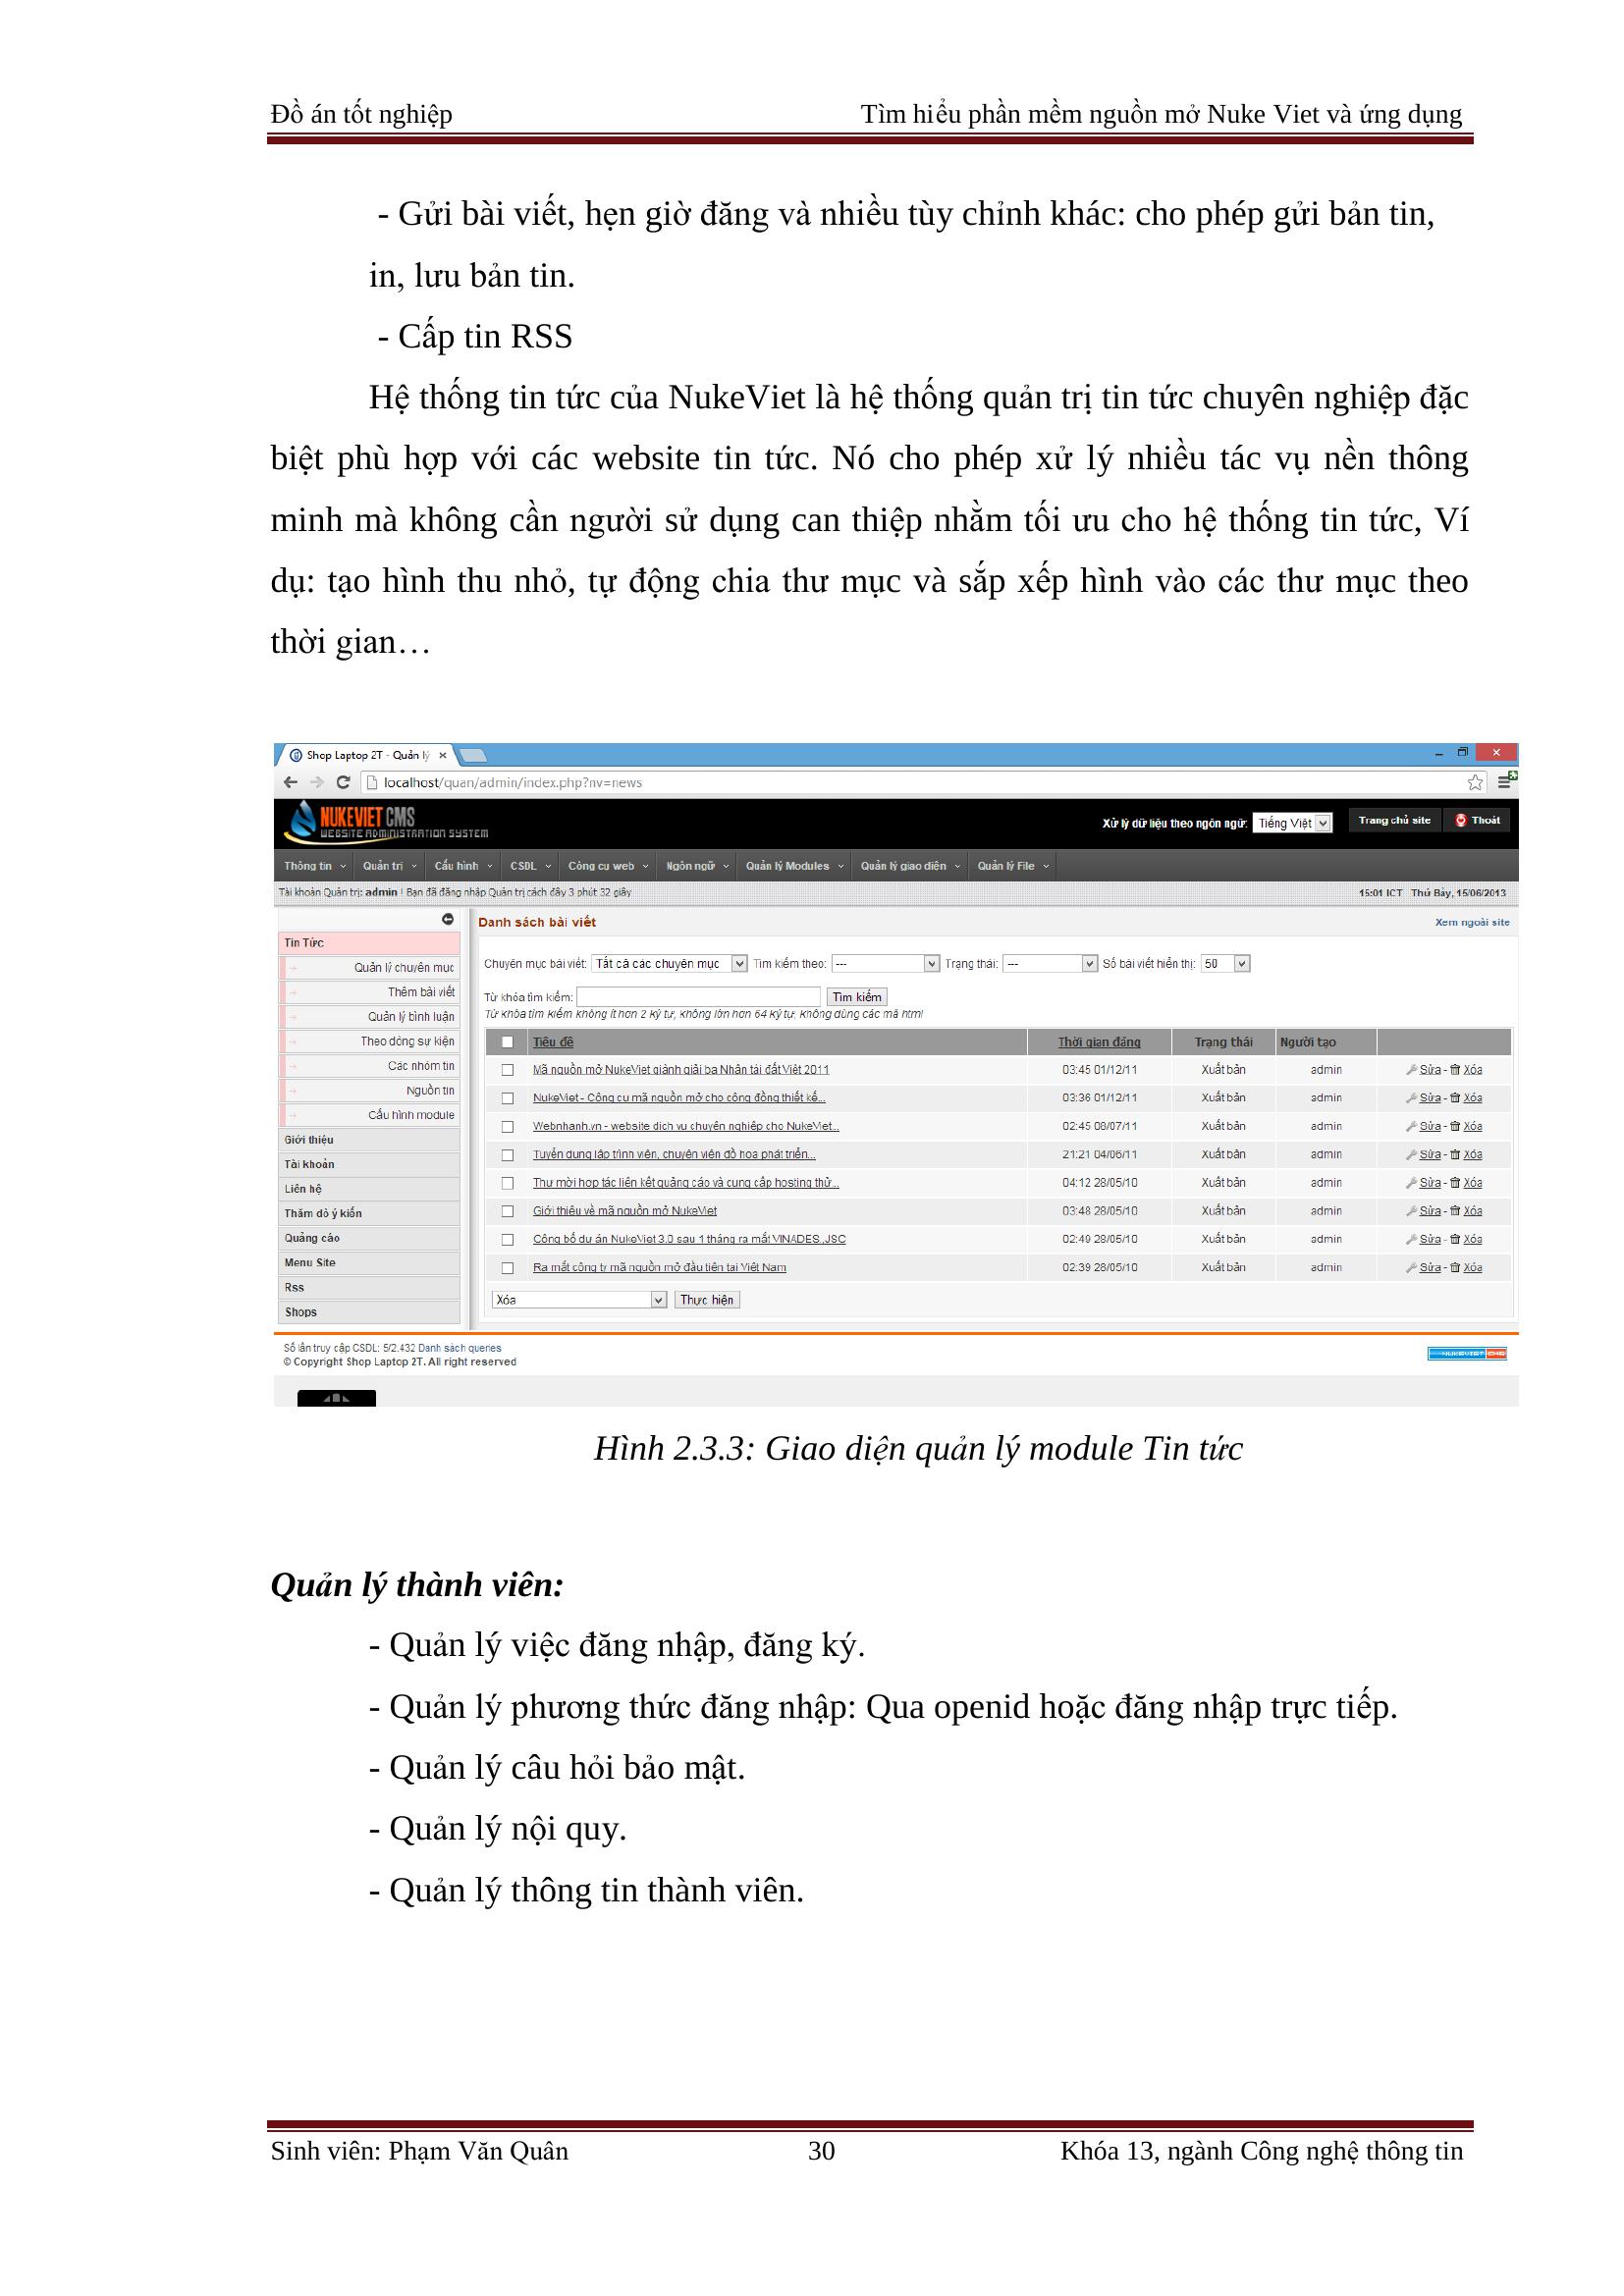 Đồ án tốt nghiệp Tìm hiểu phần mềm nguồn mở Nuke Viet và ứng dụng
- Gửi bài viết, hẹn giờ đăng và nhiều tùy chỉnh khác: cho phép gửi bản tin,
in, lưu bản tin.
- Cấp tin RSS
Hệ thống tin tức của NukeViet là hệ thống quản trị tin tức chuyên nghiệp đặc
biệt phù hợp với các website tin tức. Nó cho phép xử lý nhiều tác vụ nền thông
minh mà không cần người sử dụng can thiệp nhằm tối ưu cho hệ thống tin tức, Ví
dụ: tạo hình thu nhỏ, tự động chia thư mục và sắp xếp hình vào các thư mục theo
thời gian…
Shop Laptop 2T - Quản lý
localhost/quan/admin/index.php?nv=news
NUKEVIET CMS
WEBSITE ADMINISTRATION SYSTEM
Xử lý dữ liệu theo ngôn ngữ: Tiếng Việt Trang chủ site Thoát
Thông tin Quản trị Cấu hình CSDL Công cụ web Ngôn ngữ Quản lý Modules Quản lý giao diện Quản lý File
Tài khoản Quản trị: admin ! Bạn đã đăng nhập Quản trị cách đây 3 phút 32 giây 15:01 ICT Thứ Bảy, 15/06/2013
Tin Tức
Quản lý chuyên mục
Thêm bài viết
Quản lý bình luận
Theo dòng sự kiện
Các nhóm tin
Nguồn tin
Cấu hình module
Giới thiệu
Tài khoản
Liên hệ
Thăm dò ý kiến
Quảng cáo
Menu Site
Rss
Shops
Danh sách bài viết Xem ngoài site
Chuyên mục bài viết: Tất cả các chuyên mục Tìm kiếm theo: --- Trạng thái: --- Số bài viết hiển thị: 50
Từ khóa tìm kiếm: Tìm kiếm
Từ khóa tìm kiếm không ít hơn 2 ký tự, không lớn hơn 64 ký tự, không dùng các mã html
Tiêu đề Thời gian đăng Trạng thái Người tạo
Mã nguồn mở NukeViet giành giải ba Nhân tài đất Việt 2011 03:45 01/12/11 Xuất bản admin Sửa - Xóa
NukeViet - Công cụ mã nguồn mở cho cộng đồng thiết kế... 03:36 01/12/11 Xuất bản admin Sửa - Xóa
Webnhanh.vn - website dịch vụ chuyên nghiệp cho NukeViet... 02:45 08/07/11 Xuất bản admin Sửa - Xóa
Tuyển dụng lập trình viên, chuyên viên đồ họa phát triển... 21:21 04/06/11 Xuất bản admin Sửa - Xóa
Thư mời hợp tác liên kết quảng cáo và cung cấp hosting thử... 04:12 28/05/10 Xuất bản admin Sửa - Xóa
Giới thiệu về mã nguồn mở NukeViet 03:48 28/05/10 Xuất bản admin Sửa - Xóa
Công bố dự án NukeViet 3.0 sau 1 tháng ra mắt VINADES.,JSC 02:49 28/05/10 Xuất bản admin Sửa - Xóa
Ra mắt công ty mã nguồn mở đầu tiên tại Việt Nam 02:39 28/05/10 Xuất bản admin Sửa - Xóa
Xóa Thực hiện
Số lần truy cập CSDL: 5/2.432 Danh sách queries
© Copyright Shop Laptop 2T. All right reserved
NUKEVIET CMS
Hình 2.3.3: Giao diện quản lý module Tin tức
Quản lý thành viên:
- Quản lý việc đăng nhập, đăng ký.
- Quản lý phương thức đăng nhập: Qua openid hoặc đăng nhập trực tiếp.
- Quản lý câu hỏi bảo mật.
- Quản lý nội quy.
- Quản lý thông tin thành viên.
Sinh viên: Phạm Văn Quân 30 Khóa 13, ngành Công nghệ thông tin